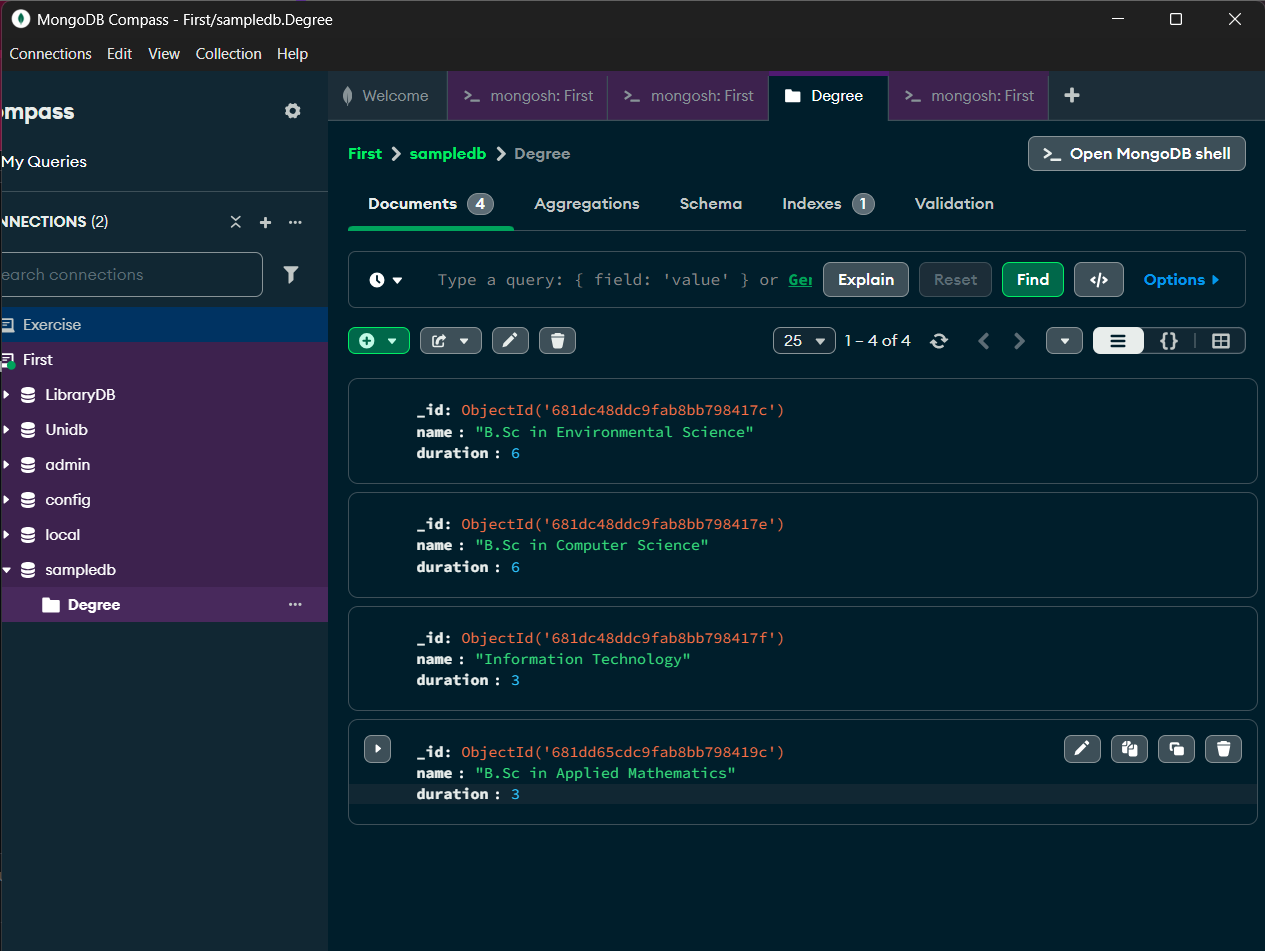 MongoDB Compass - First/sampledb.Degree
Connections Edit View Collection Help
ompass
My Queries
NNECTIONS (2)
earch connections
Exercise
First
LibraryDB
Unidb
admin
config
local
sampledb
Degree
Welcome
mongosh: First
mongosh: First
Degree
mongosh: First
First
sampledb
Degree
Open MongoDB shell
Documents 4
Aggregations
Schema
Indexes 1
Validation
Type a query: { field: 'value' } or Ger
Explain
Reset
Find
</>
Options
25
1 – 4 of 4
{}
_id: ObjectId('681dc48ddc9fab8bb798417c')
name : "B.Sc in Environmental Science"
duration : 6
_id: ObjectId('681dc48ddc9fab8bb798417e')
name : "B.Sc in Computer Science"
duration : 6
_id: ObjectId('681dc48ddc9fab8bb798417f')
name : "Information Technology"
duration : 3
_id: ObjectId('681dd65cdc9fab8bb798419c')
name : "B.Sc in Applied Mathematics"
duration : 3